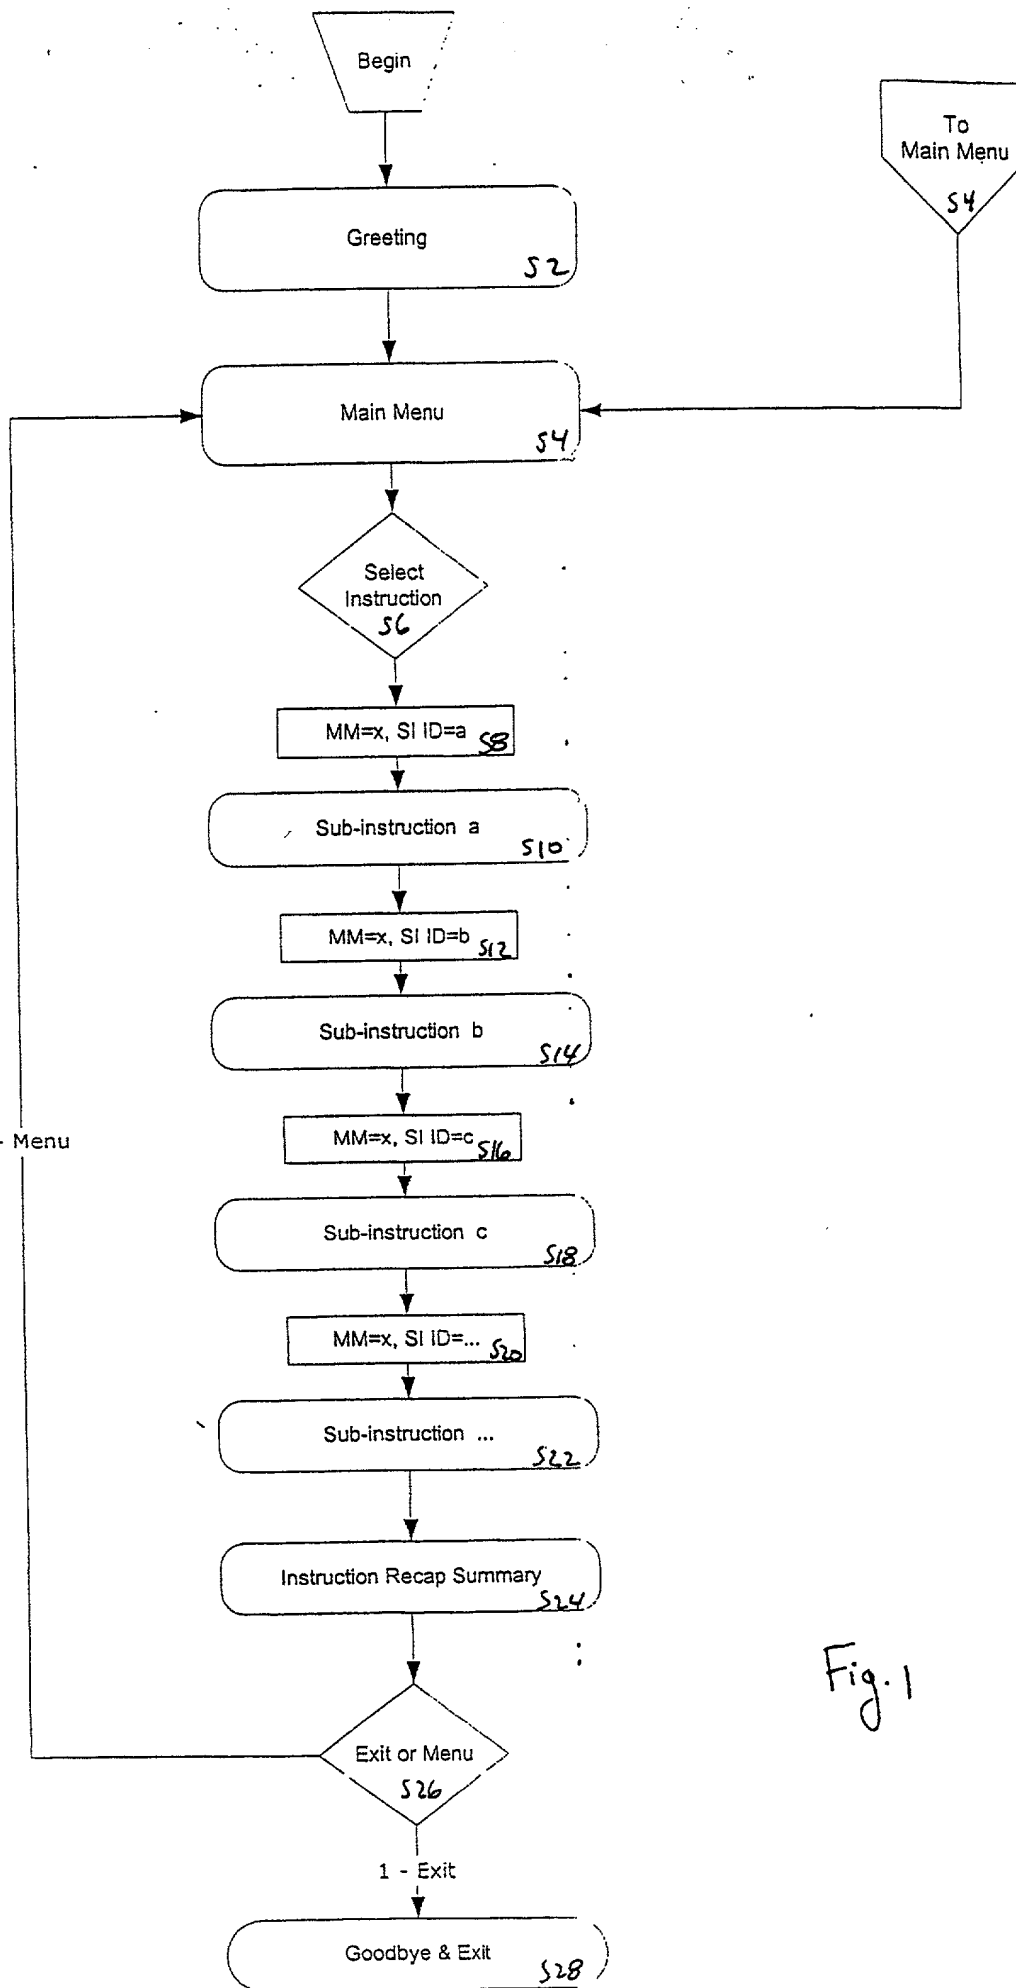 Begin
To
Main Menu
S4
Greeting
S2
Main Menu
S4
Select
Instruction
S6
MM=x, SI ID=a S8
Sub-instruction a
S10
MM=x, SI ID=b S12
Sub-instruction b
S14
MM=x, SI ID=c S16
- Menu
Sub-instruction c
S18
MM=x, SI ID=... S20
Sub-instruction ...
S22
Instruction Recap Summary
S24
Fig. 1
Exit or Menu
S26
1 - Exit
Goodbye & Exit
S28